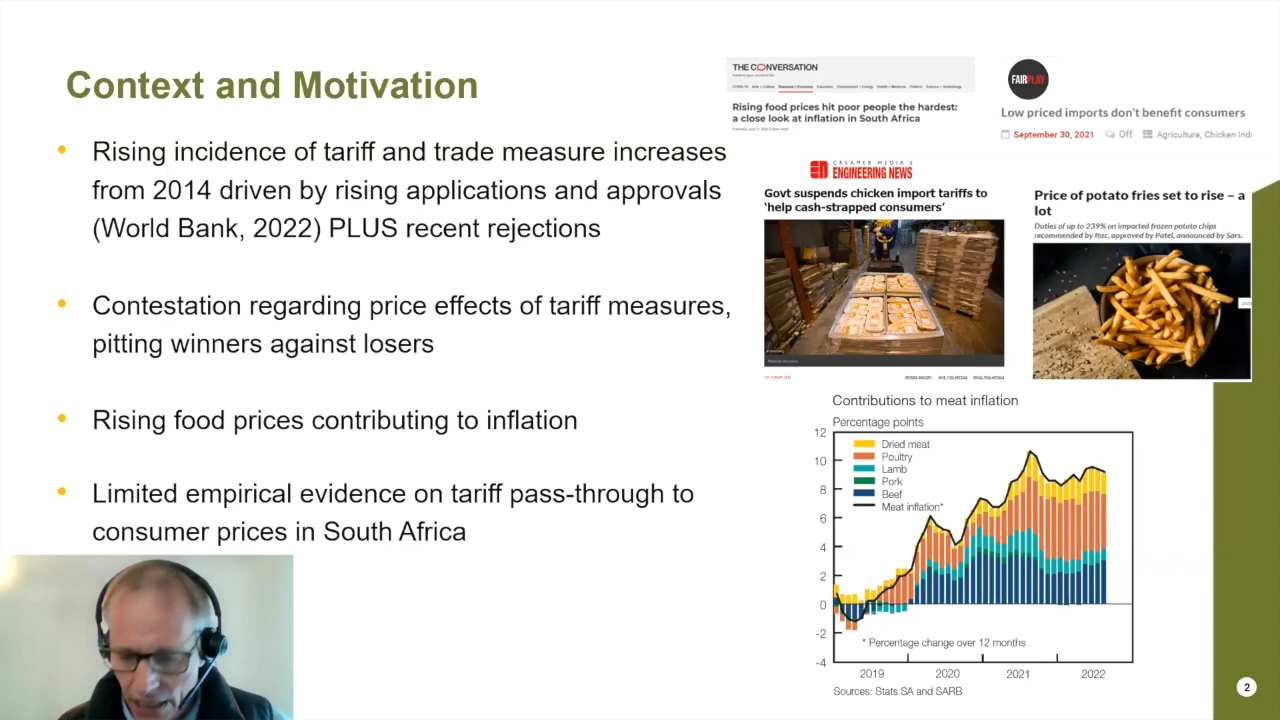 Context and Motivation
• Rising incidence of tariff and trade measure increases
from 2014 driven by rising applications and approvals
(World Bank, 2022) PLUS recent rejections
• Contestation regarding price effects of tariff measures,
pitting winners against losers
• Rising food prices contributing to inflation
• Limited empirical evidence on tariff pass-through to
consumer prices in South Africa
THE CONVERSATION
Rising food prices hit poor people the hardest:
a close look at inflation in South Africa
FAIRPLAY
Low priced imports don't benefit consumers
September 30, 2021 Off Agriculture, Chicken Ind
CREAMER MEDIA'S
ENGINEERING NEWS
Govt suspends chicken import tariffs to
'help cash-strapped consumers'
Price of potato fries set to rise – a
lot
Duties of up to 239% on imported frozen potato chips
recommended by Itac, approved by Patel, announced by Sars.
Contributions to meat inflation
Percentage points
12
10
8
6
4
2
0
-2
-4
Dried meat
Poultry
Lamb
Pork
Beef
Meat inflation*
* Percentage change over 12 months
2019 2020 2021 2022
Sources: Stats SA and SARB
2